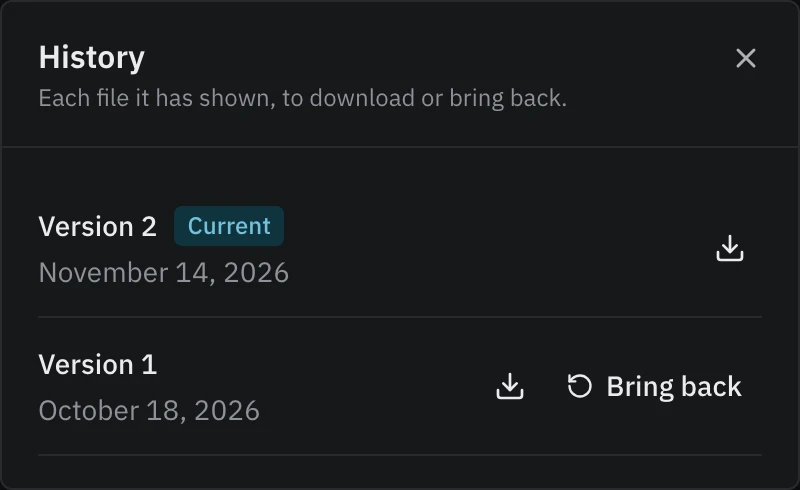 History
Each file it has shown, to download or bring back.
Version 2 Current
November 14, 2026
Version 1
October 18, 2026
Bring back